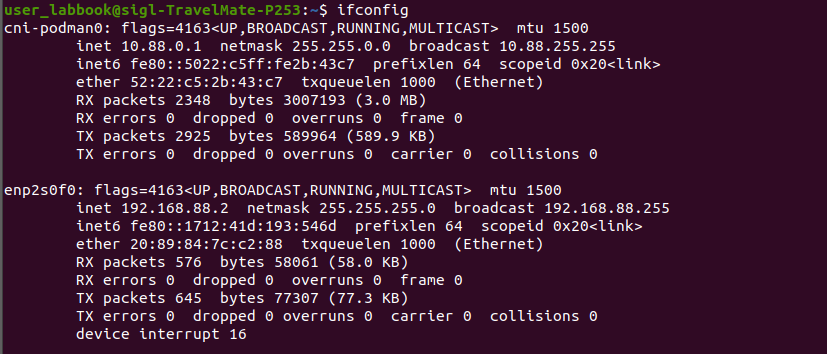 user_labbook@sigl-TravelMate-P253:~$ ifconfig
cni-podman0: flags=4163<UP,BROADCAST,RUNNING,MULTICAST>  mtu 1500
        inet 10.88.0.1  netmask 255.255.0.0  broadcast 10.88.255.255
        inet6 fe80::5022:c5ff:fe2b:43c7  prefixlen 64  scopeid 0x20<link>
        ether 52:22:c5:2b:43:c7  txqueuelen 1000  (Ethernet)
        RX packets 2348  bytes 3007193 (3.0 MB)
        RX errors 0  dropped 0  overruns 0  frame 0
        TX packets 2925  bytes 589964 (589.9 KB)
        TX errors 0  dropped 0 overruns 0  carrier 0  collisions 0

enp2s0f0: flags=4163<UP,BROADCAST,RUNNING,MULTICAST>  mtu 1500
        inet 192.168.88.2  netmask 255.255.255.0  broadcast 192.168.88.255
        inet6 fe80::1712:41d:193:546d  prefixlen 64  scopeid 0x20<link>
        ether 20:89:84:7c:c2:88  txqueuelen 1000  (Ethernet)
        RX packets 576  bytes 58061 (58.0 KB)
        RX errors 0  dropped 0  overruns 0  frame 0
        TX packets 645  bytes 77307 (77.3 KB)
        TX errors 0  dropped 0 overruns 0  carrier 0  collisions 0
        device interrupt 16